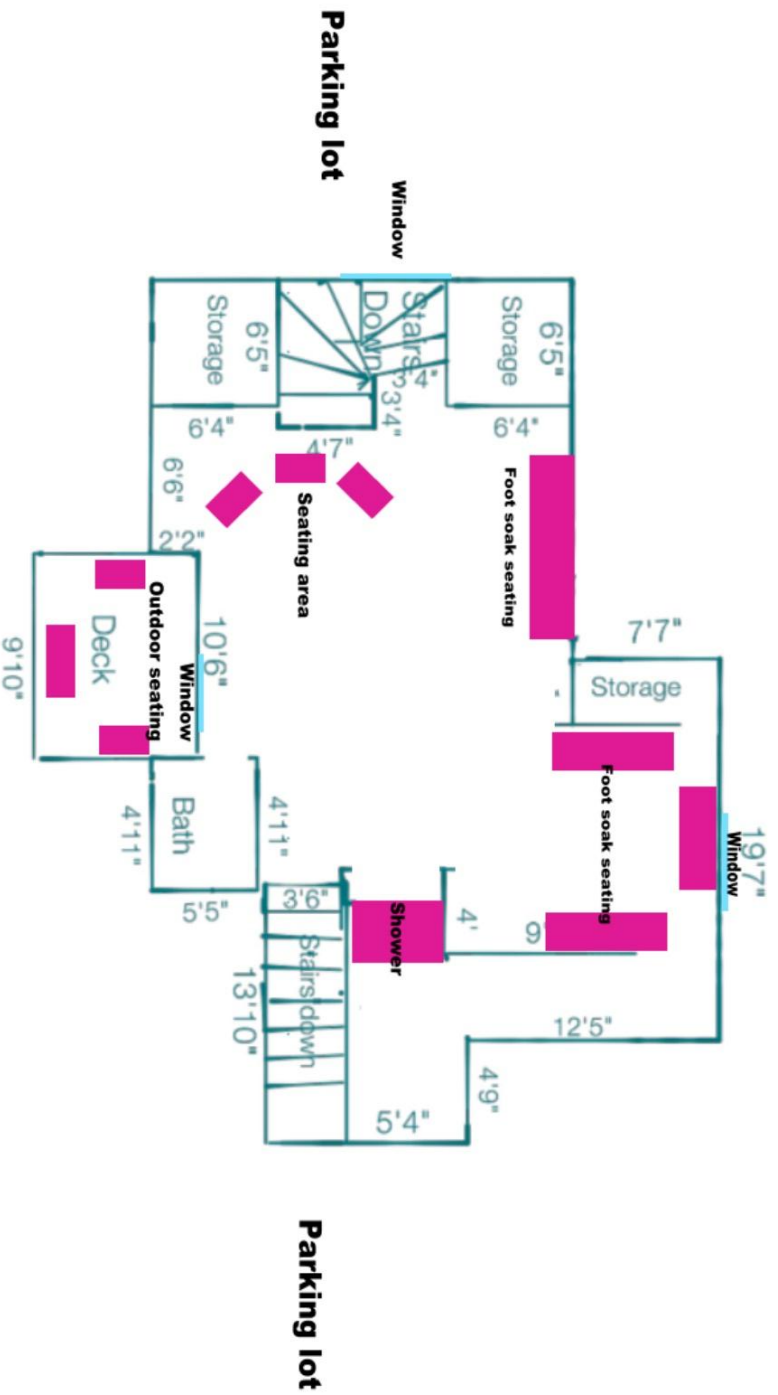 Parking lot
Window
Storage
6'5"
Stairs
Down
3'4"
Storage
6'5"
6'4"
3'4"
6'4"
4'7"
6'6"
Seating area
Foot soak seating
2'2"
Outdoor seating
Deck
10'6"
Window
9'10"
7'7"
Storage
Foot soak seating
Window
19'7"
Bath
4'11"
4'11"
5'5"
3'6"
Shower
4'
9'
Stairs down
13'10"
12'5"
4'9"
5'4"
Parking lot